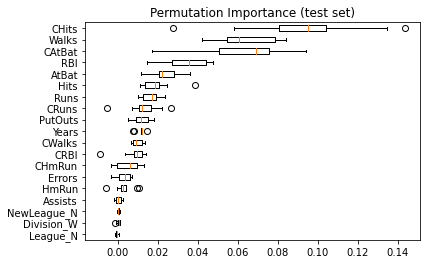 Permutation Importance (test set)
CHits
Walks
CAtBat
RBI
AtBat
Hits
Runs
CRuns
PutOuts
Years
CWalks
CRBI
CHmRun
Errors
HmRun
Assists
NewLeague_N
Division_W
League_N
0.00 0.02 0.04 0.06 0.08 0.10 0.12 0.14